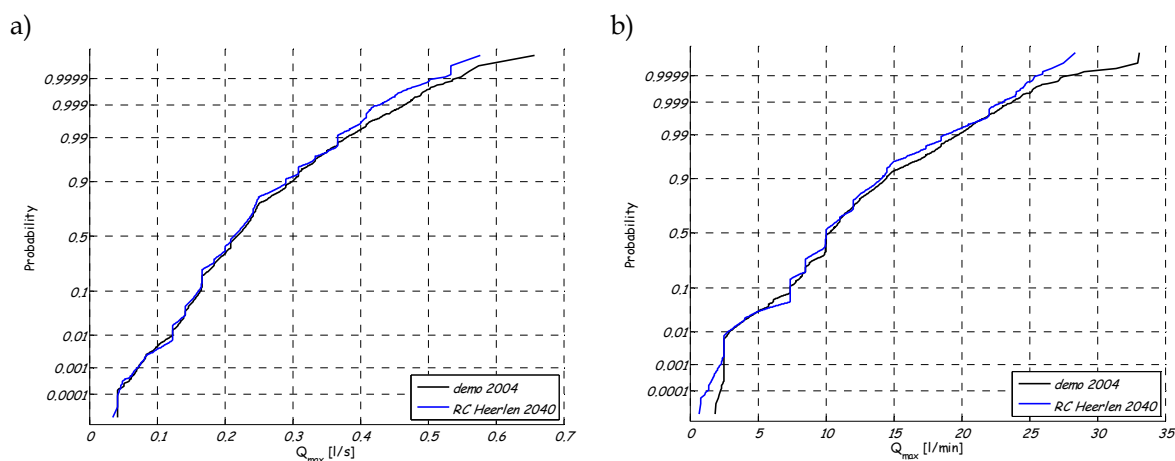 a)
0.9999
0.999
0.99
0.9
0.5
0.1
0.01
0.001
0.0001
Probability
demo 2004
RC Heerlen 2040
0 0.1 0.2 0.3 0.4 0.5 0.6 0.7
Qmax [l/s]
b)
0.9999
0.999
0.99
0.9
0.5
0.1
0.01
0.001
0.0001
Probability
demo 2004
RC Heerlen 2040
0 5 10 15 20 25 30 35
Qmax [l/min]